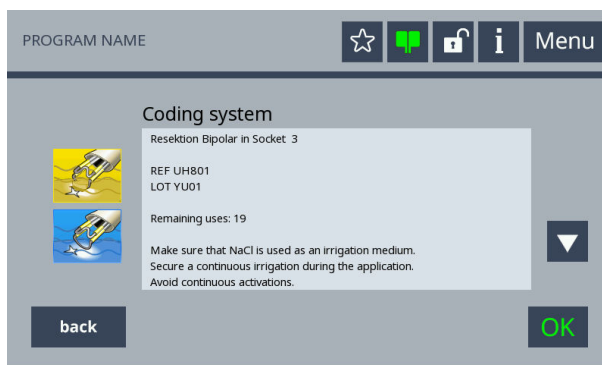 PROGRAM NAME
i
Menu
Coding system
Resektion Bipolar in Socket 3
REF UH801
LOT YU01
Remaining uses: 19
Make sure that NaCl is used as an irrigation medium.
Secure a continuous irrigation during the application.
Avoid continuous activations.
back
OK